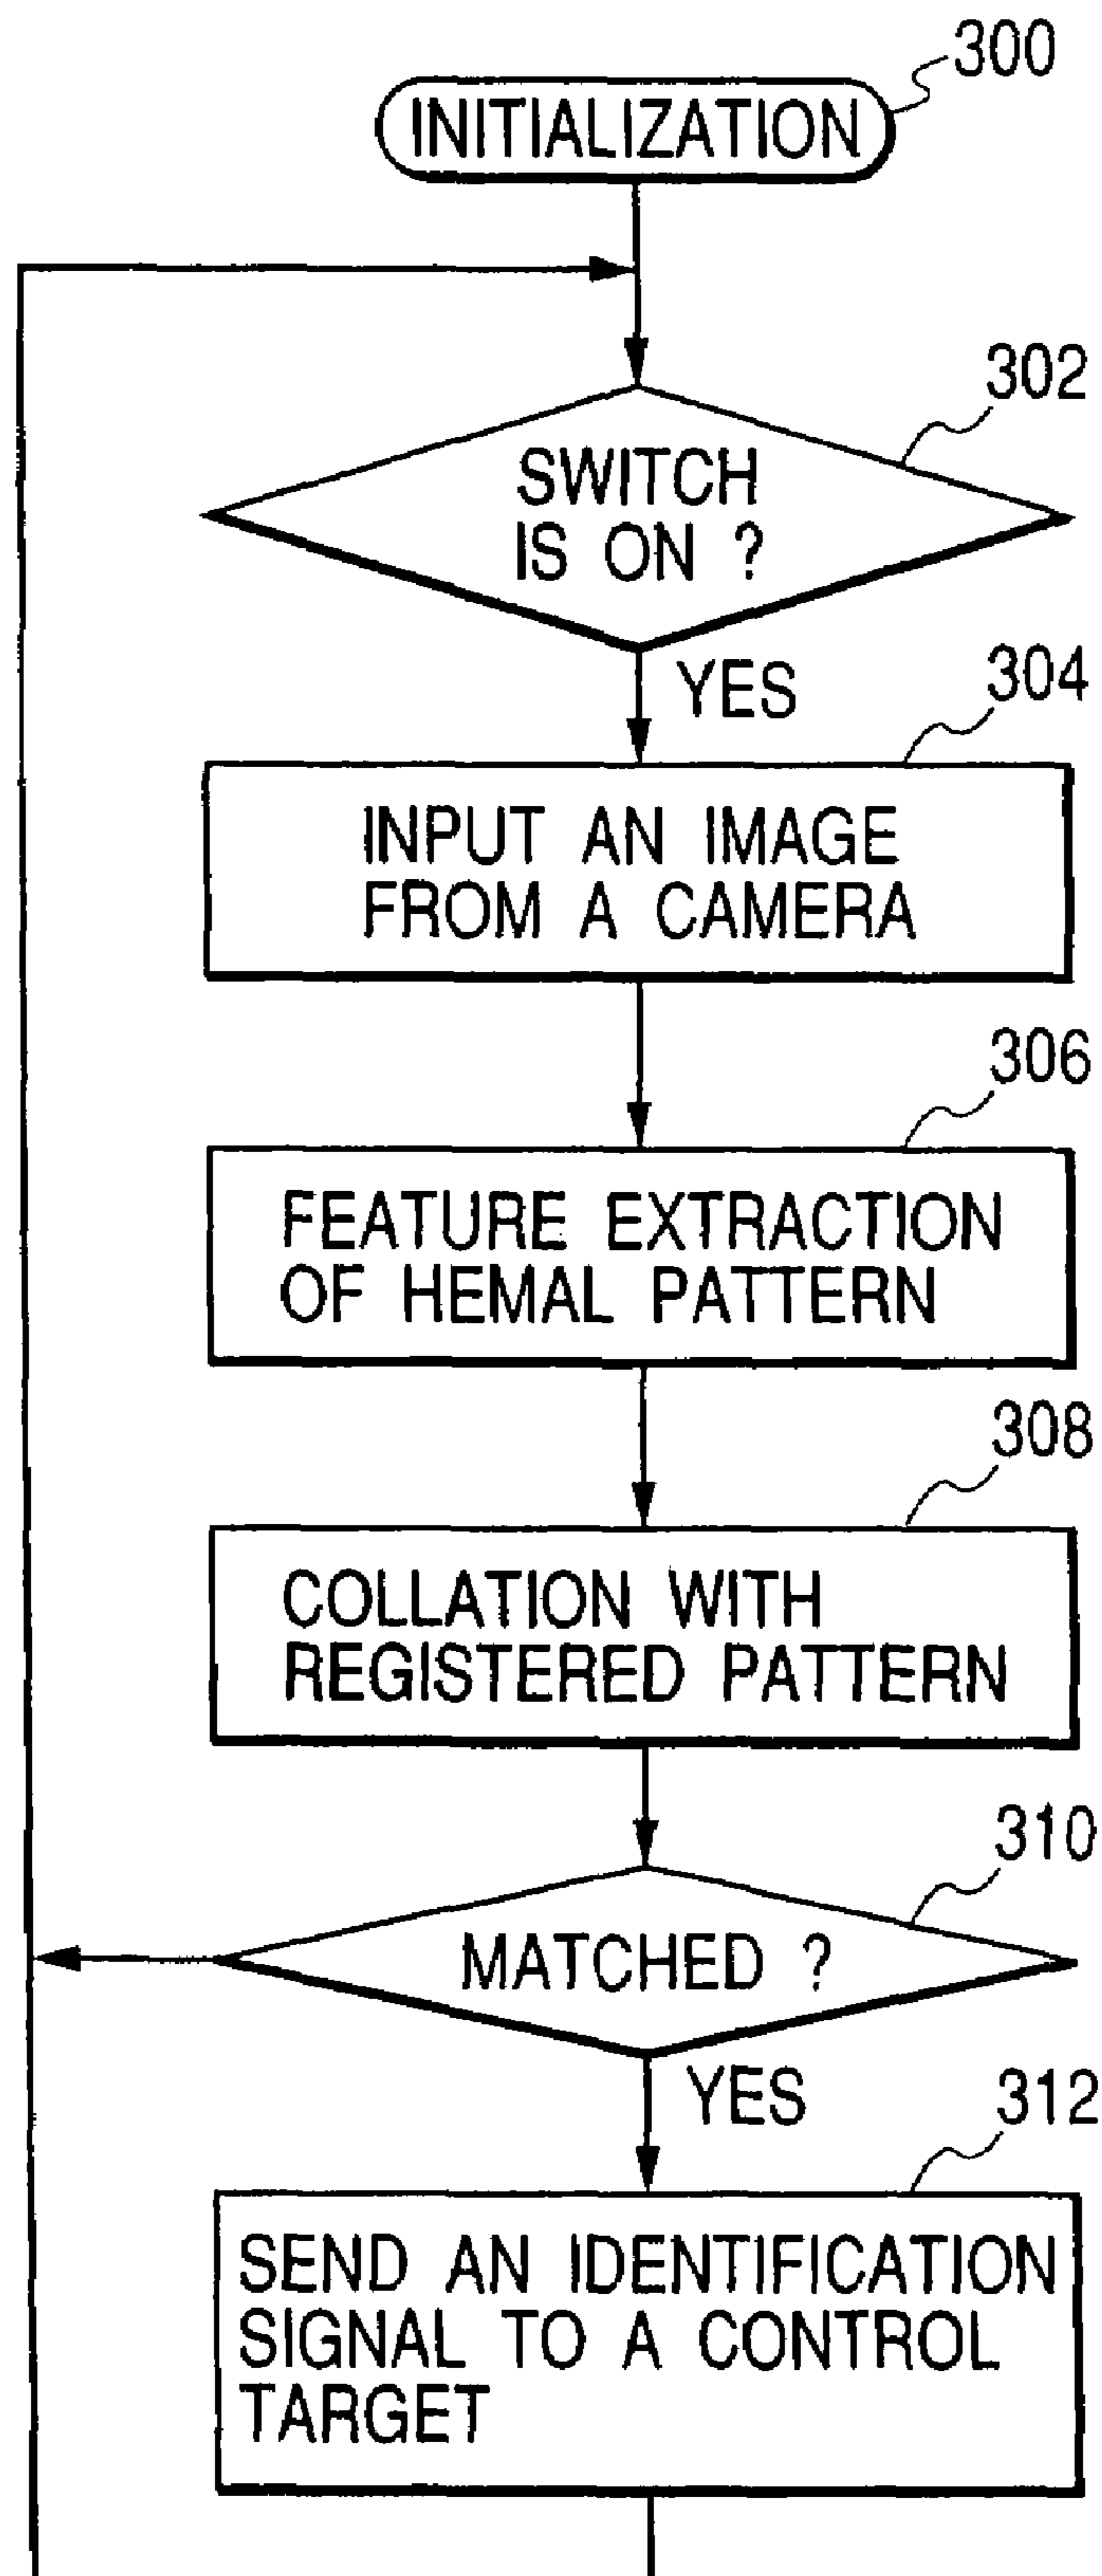 300
INITIALIZATION
302
SWITCH
IS ON ?
YES
304
INPUT AN IMAGE
FROM A CAMERA
306
FEATURE EXTRACTION
OF HEMAL PATTERN
308
COLLATION WITH
REGISTERED PATTERN
310
MATCHED ?
YES
312
SEND AN IDENTIFICATION
SIGNAL TO A CONTROL
TARGET